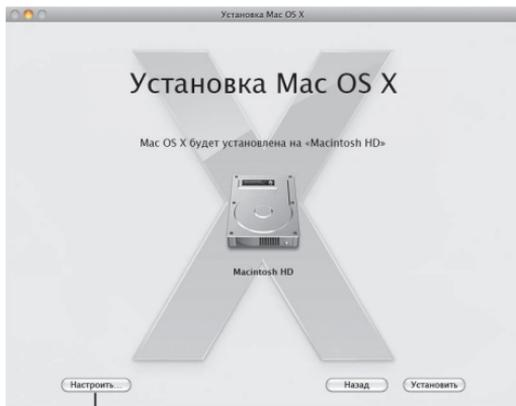 Установка Mac OS X
Установка Mac OS X
Mac OS X будет установлена на «Macintosh HD»
Macintosh HD
Настроить...
Назад
Установить